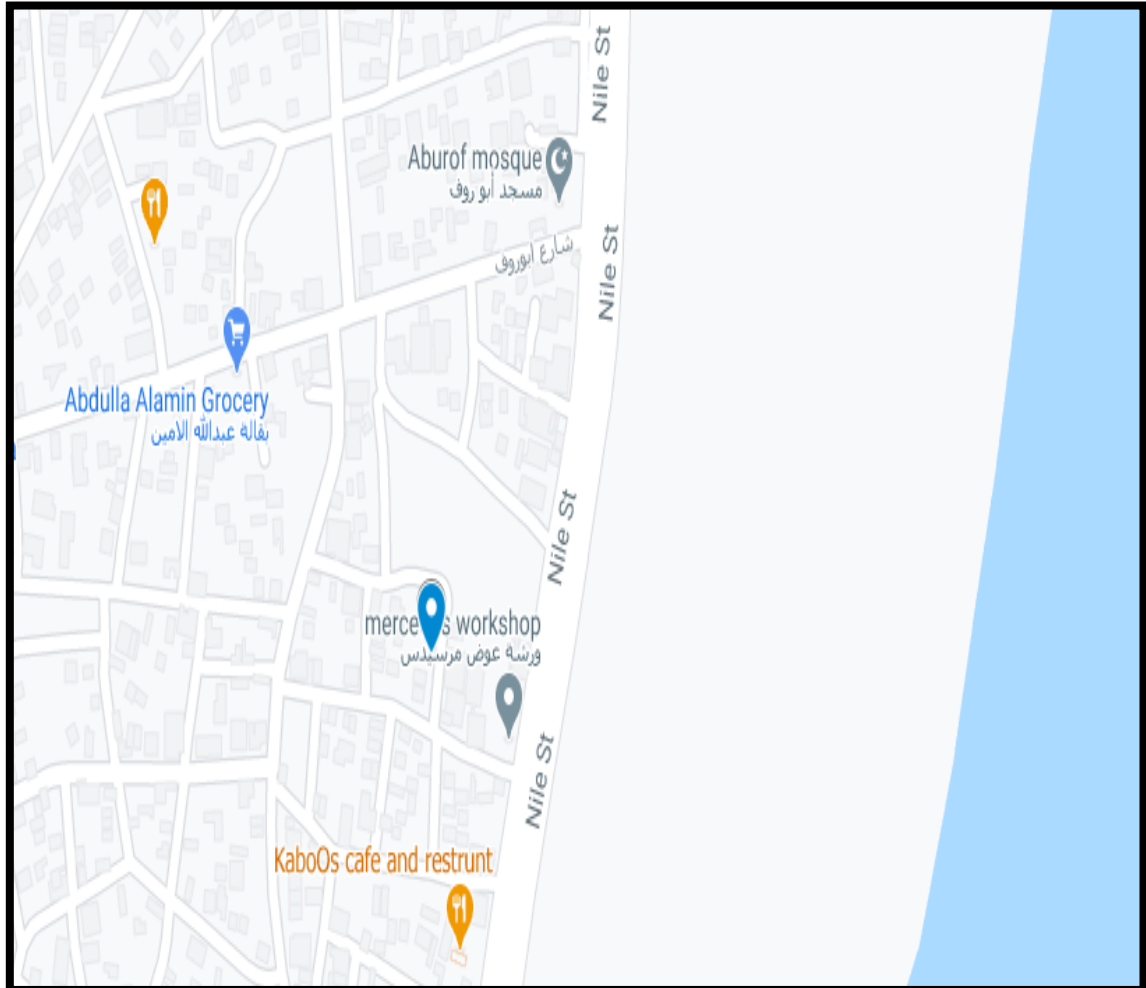 Nile St
Aburof mosque
مسجد أبو روف
شارع ابوروف
Nile St
Abdulla Alamin Grocery
بقالة عبدالله الامين
Nile St
workshop
ورشة عوض مرسيدس
Nile St
KaboOs cafe and restrunt